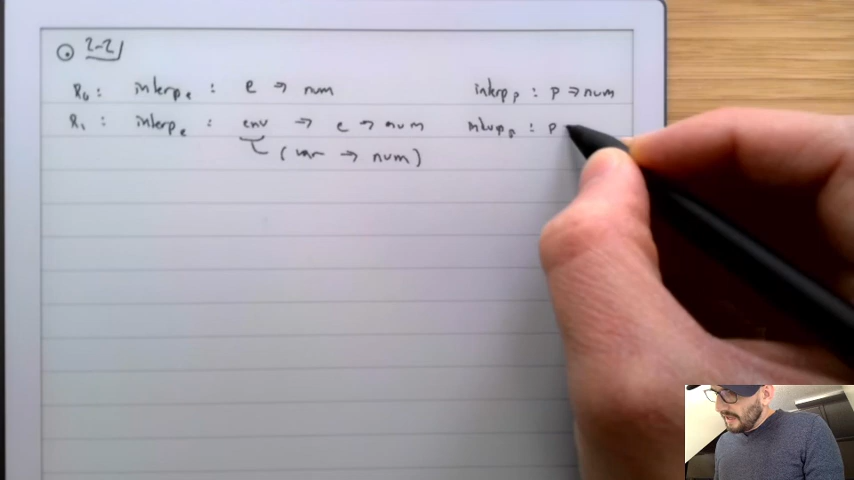 2-2/
R₀: interpₑ : e → num interpₚ : p → num
R₁ : interpₑ : env → e → num interpₚ : p
(var → num)